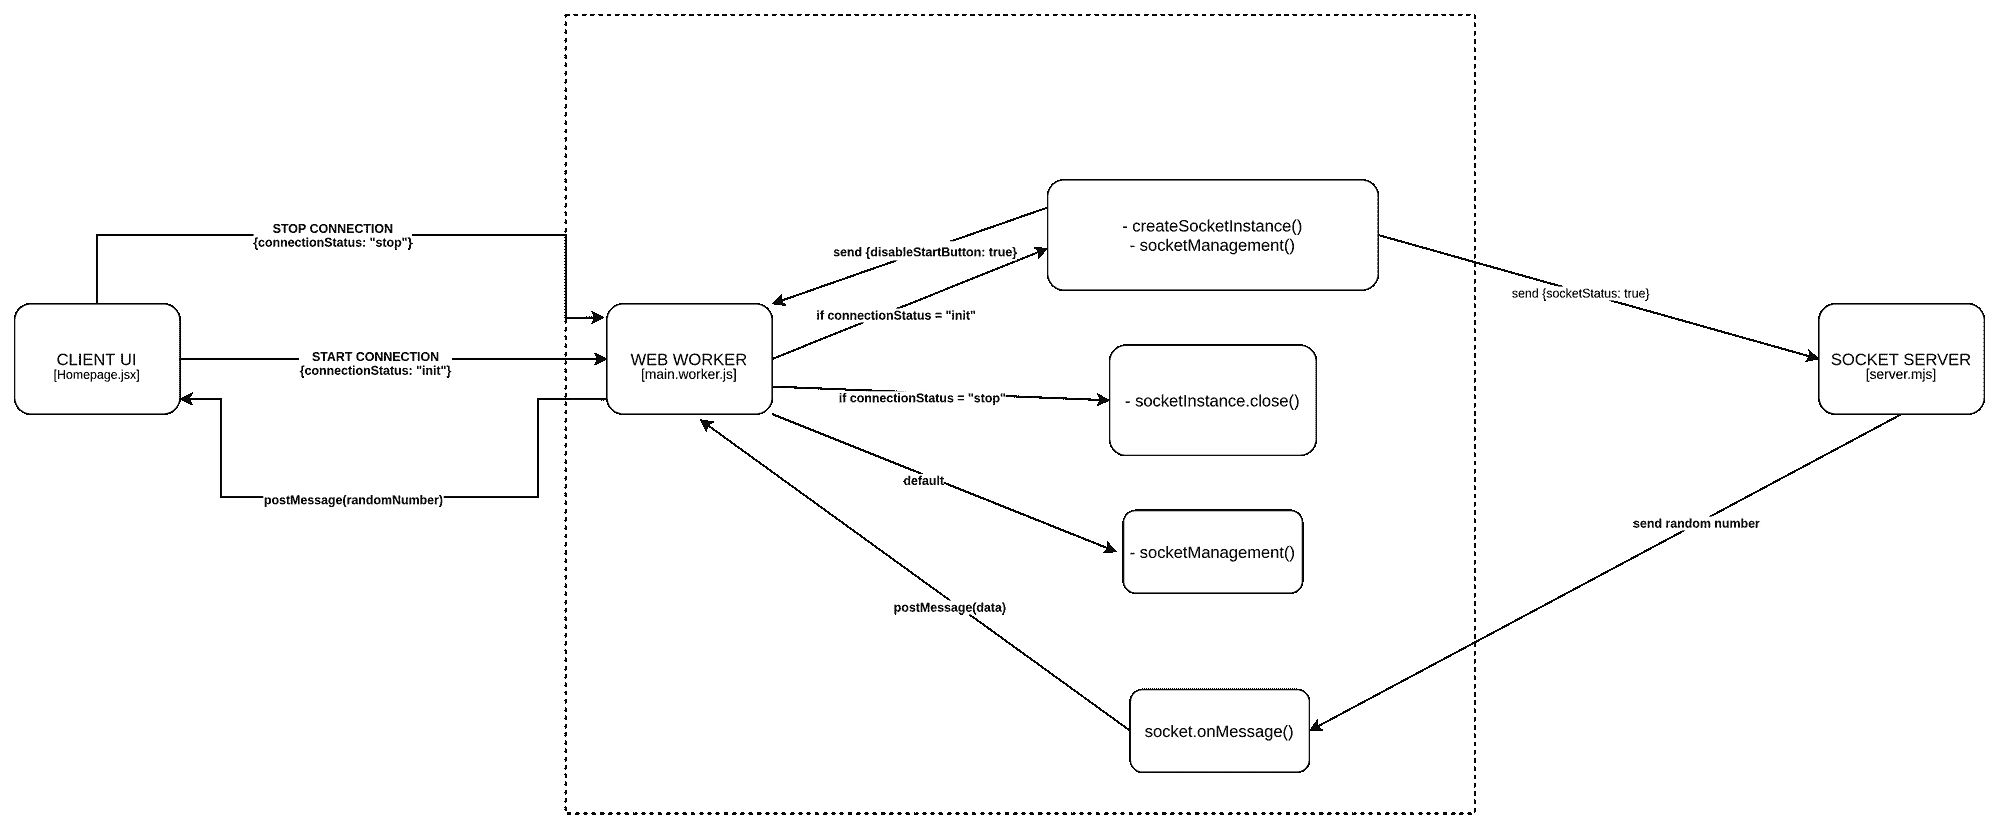 STOP CONNECTION
{connectionStatus: "stop"}
CLIENT UI
[Homepage.jsx]
START CONNECTION
{connectionStatus: "init"}
postMessage(randomNumber)
WEB WORKER
[main.worker.js]
send {disableStartButton: true}
if connectionStatus = "init"
if connectionStatus = "stop"
default
postMessage(data)
- createSocketInstance()
- socketManagement()
- socketInstance.close()
- socketManagement()
socket.onMessage()
send {socketStatus: true}
SOCKET SERVER
[server.mjs]
send random number